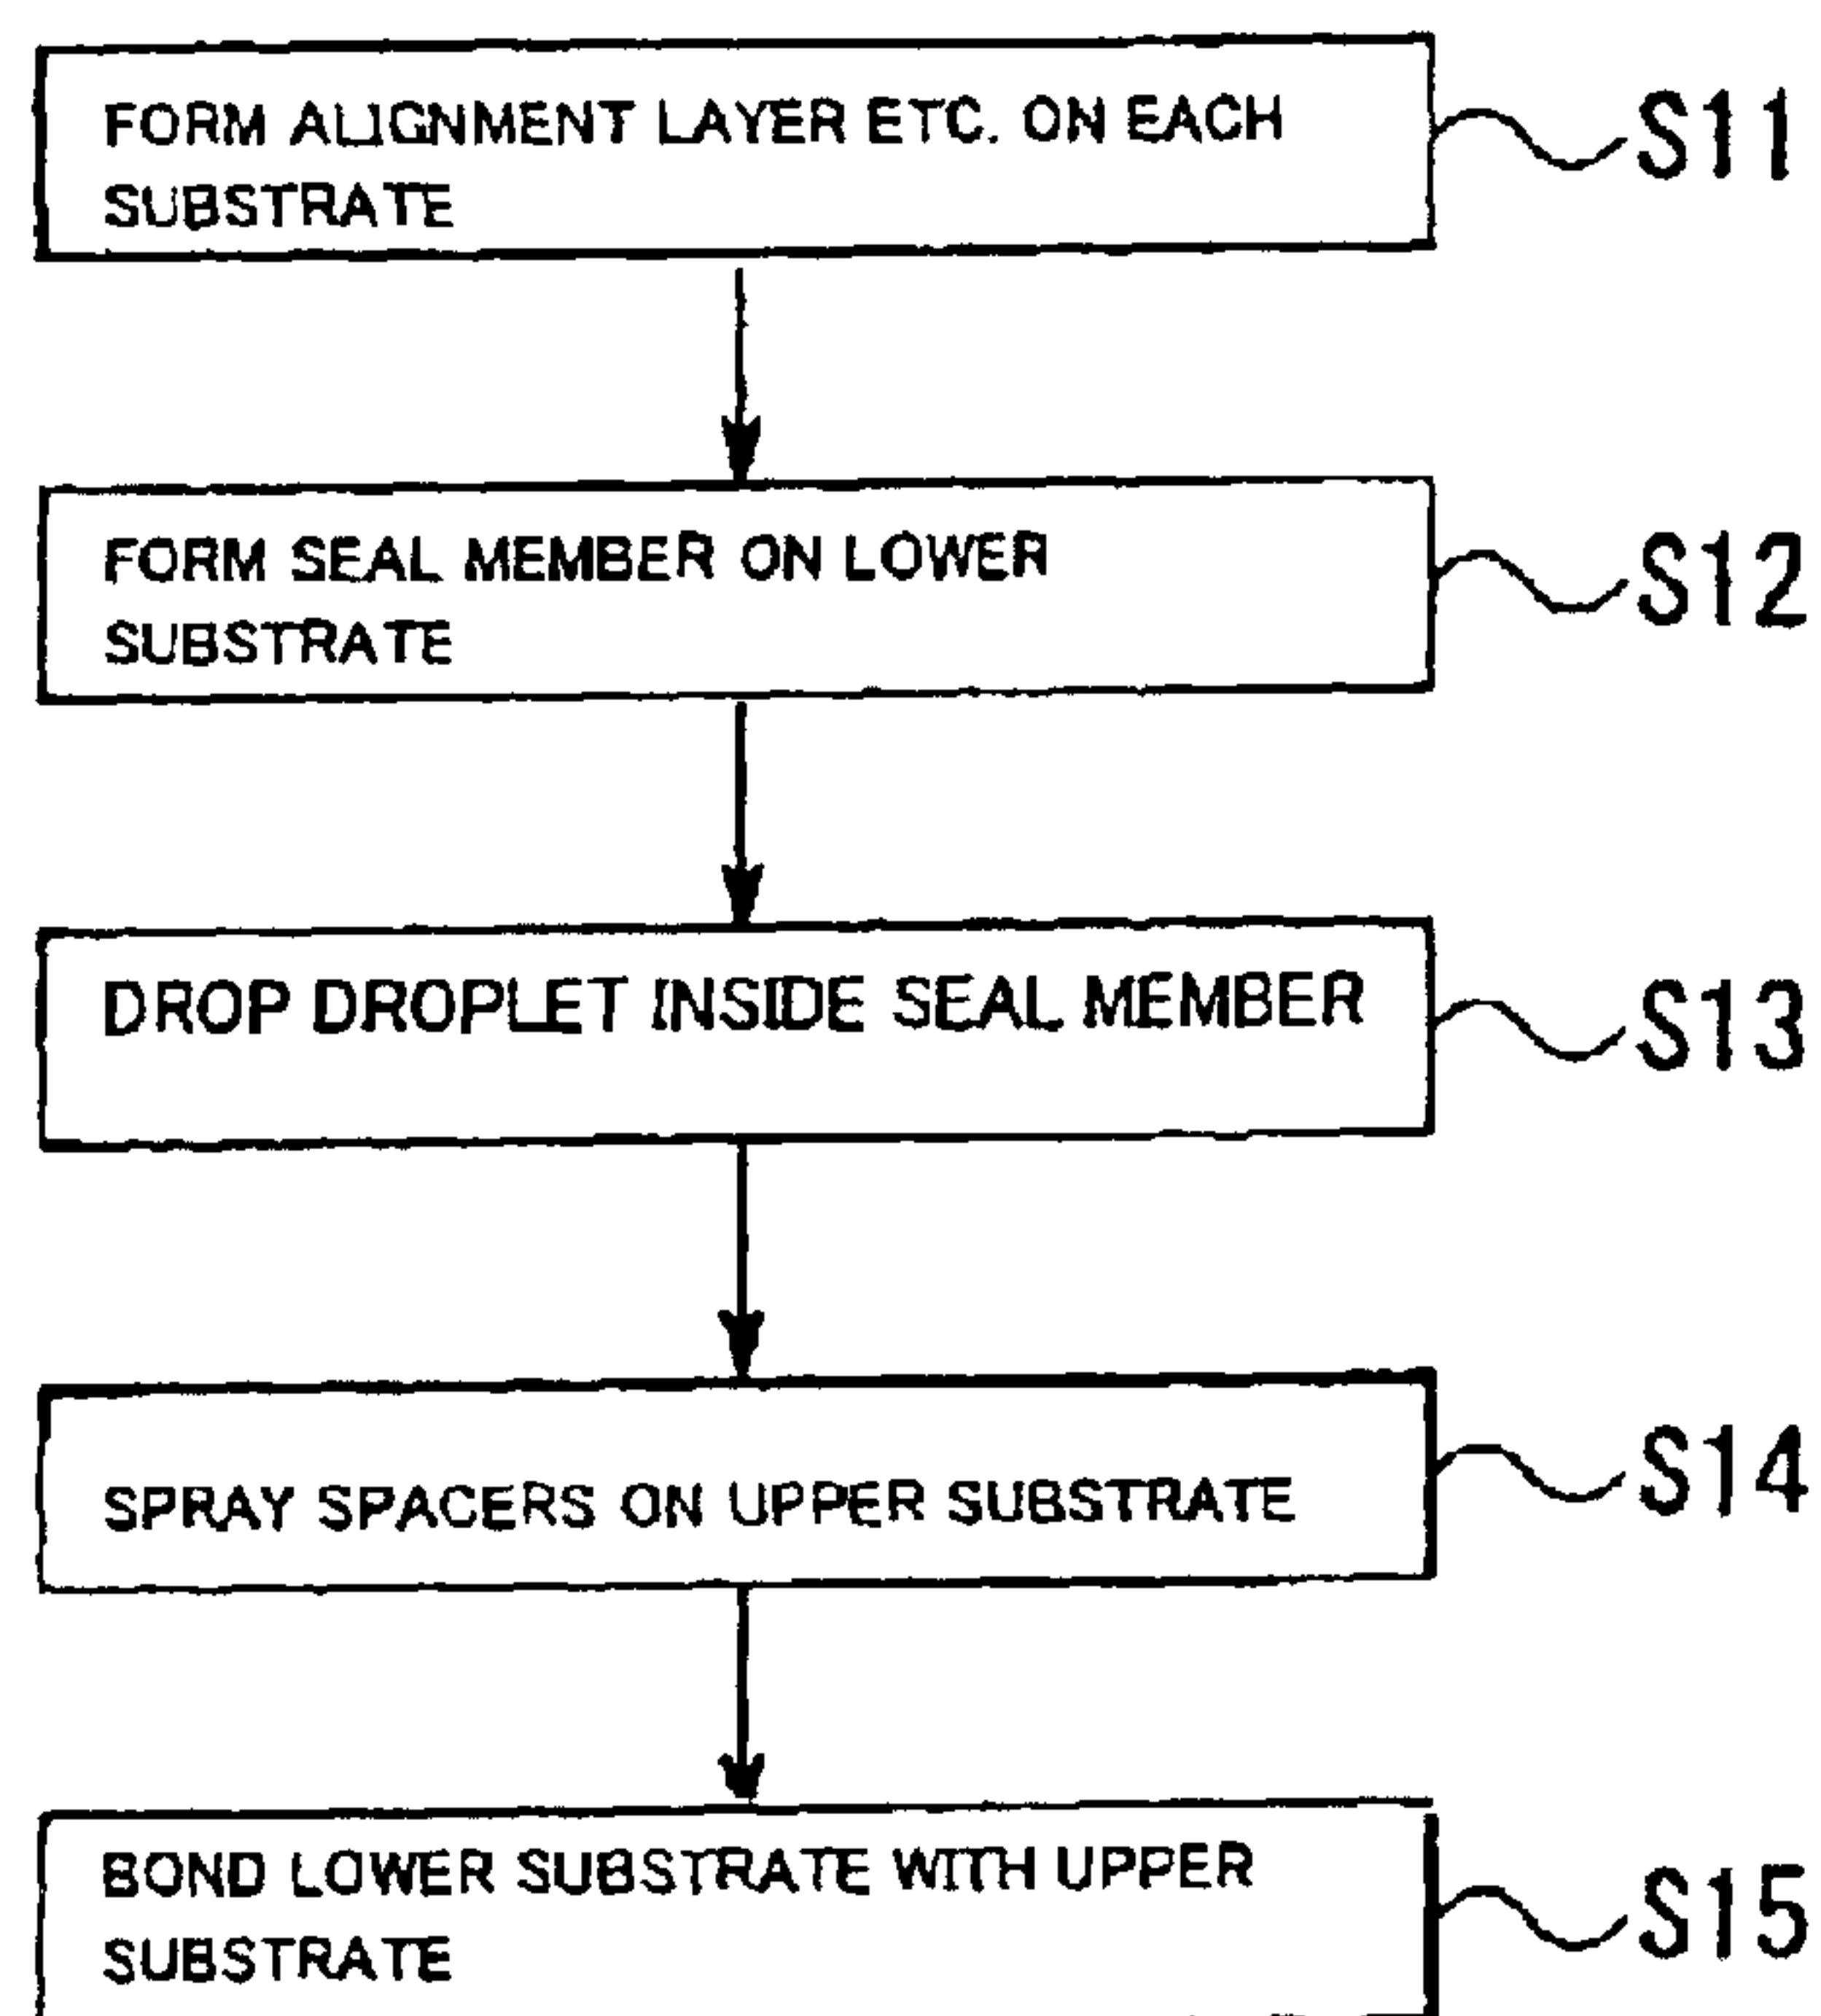 FORM ALIGNMENT LAYER ETC. ON EACH
SUBSTRATE
S11
FORM SEAL MEMBER ON LOWER
SUBSTRATE
S12
DROP DROPLET INSIDE SEAL MEMBER
S13
SPRAY SPACERS ON UPPER SUBSTRATE
S14
BOND LOWER SUBSTRATE WITH UPPER
SUBSTRATE
S15